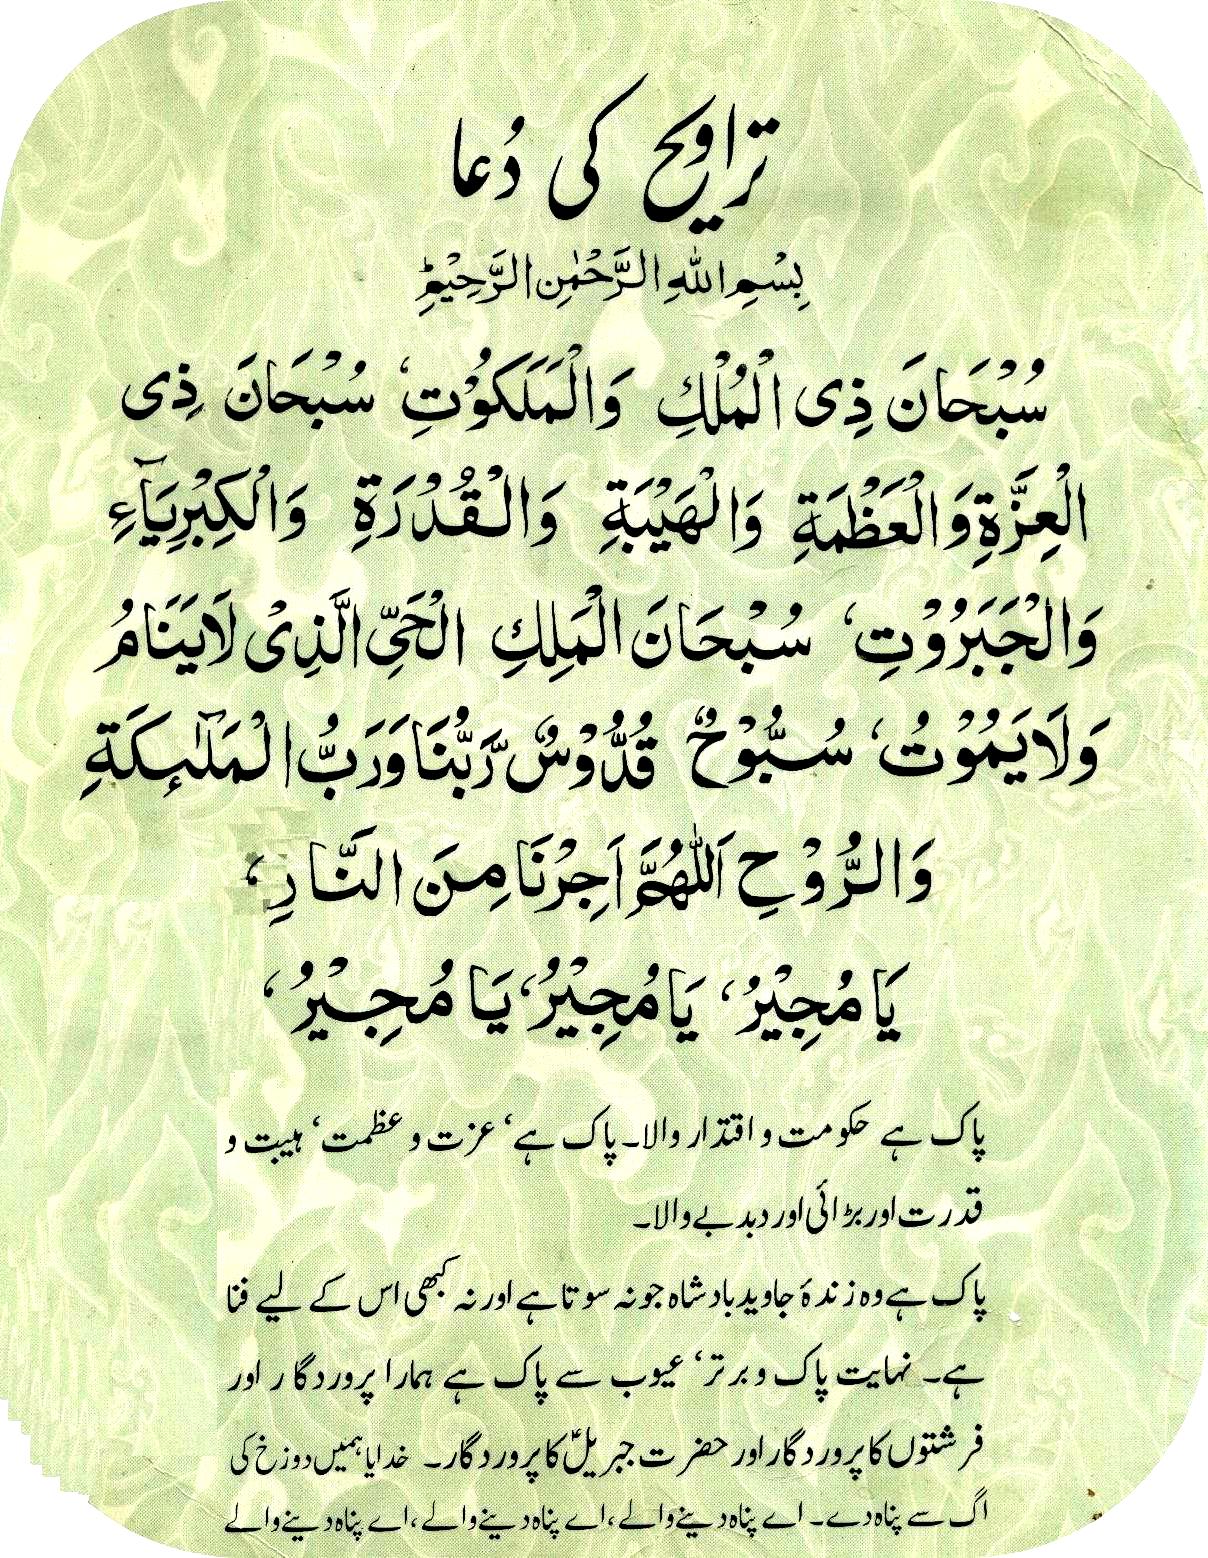 تراویح کی دُعا
بِسْمِ اللهِ الرَّحْمٰنِ الرَّحِيْمِؕ
سُبْحَانَ ذِی الْمُلْكِ وَالْمَلَكُوْتِ، سُبْحَانَ ذِی
الْعِزَّةِ وَالْعَظْمَةِ وَالْهَيْبَةِ وَالْقُدْرَةِ وَالْكِبْرِيَآءِ
وَالْجَبَرُوْتِ، سُبْحَانَ الْمَلِكِ الْحَیِّ الَّذِیْ لَا يَنَامُ
وَلَا يَمُوْتُ، سُبُّوْحٌ قُدُّوْسٌ رَّبُّنَا وَرَبُّ الْمَلٰٓئِكَةِ
وَالرُّوْحِ اَللّٰهُمَّ اَجِرْنَا مِنَ النَّارِ،
يَا مُجِيْرُ، يَا مُجِيْرُ، يَا مُجِيْرُ،
پاک ہے حکومت و اقتدار والا۔ پاک ہے، عزت و عظمت، ہیبت و
قدرت اور بڑائی اور دبدبے والا۔
پاک ہے وہ زندۂ جاوید بادشاہ جو نہ سوتا ہے اور نہ کبھی اس کے لیے فنا
ہے۔ نہایت پاک و برتر، عیوب سے پاک ہے ہمارا پروردگار اور
فرشتوں کا پروردگار اور حضرت جبریلؑ کا پروردگار۔ خدایا ہمیں دوزخ کی
اگ سے پناہ دے۔ اے پناہ دینے والے، اے پناہ دینے والے، اے پناہ دینے والے